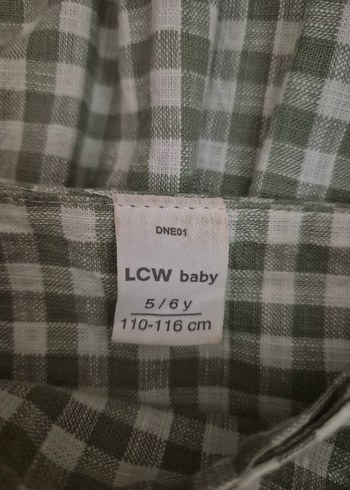 DNE01
LCW baby
5/6 y
110-116 cm